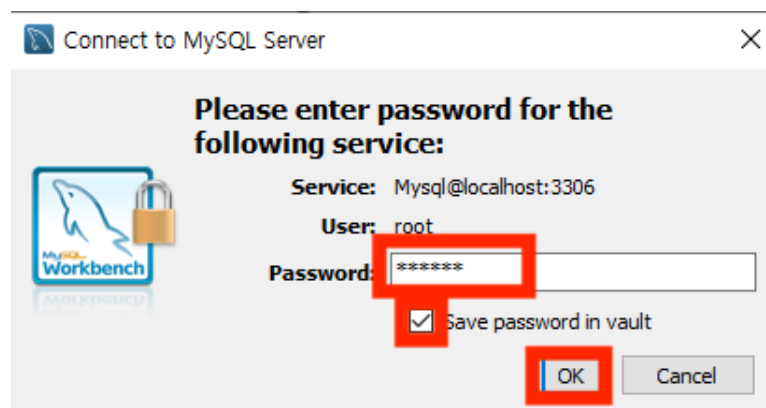 Connect to MySQL Server
Please enter password for the
following service:
Service: Mysql@localhost:3306
User: root
Password: ******
Save password in vault
MySQL
Workbench
OK Cancel